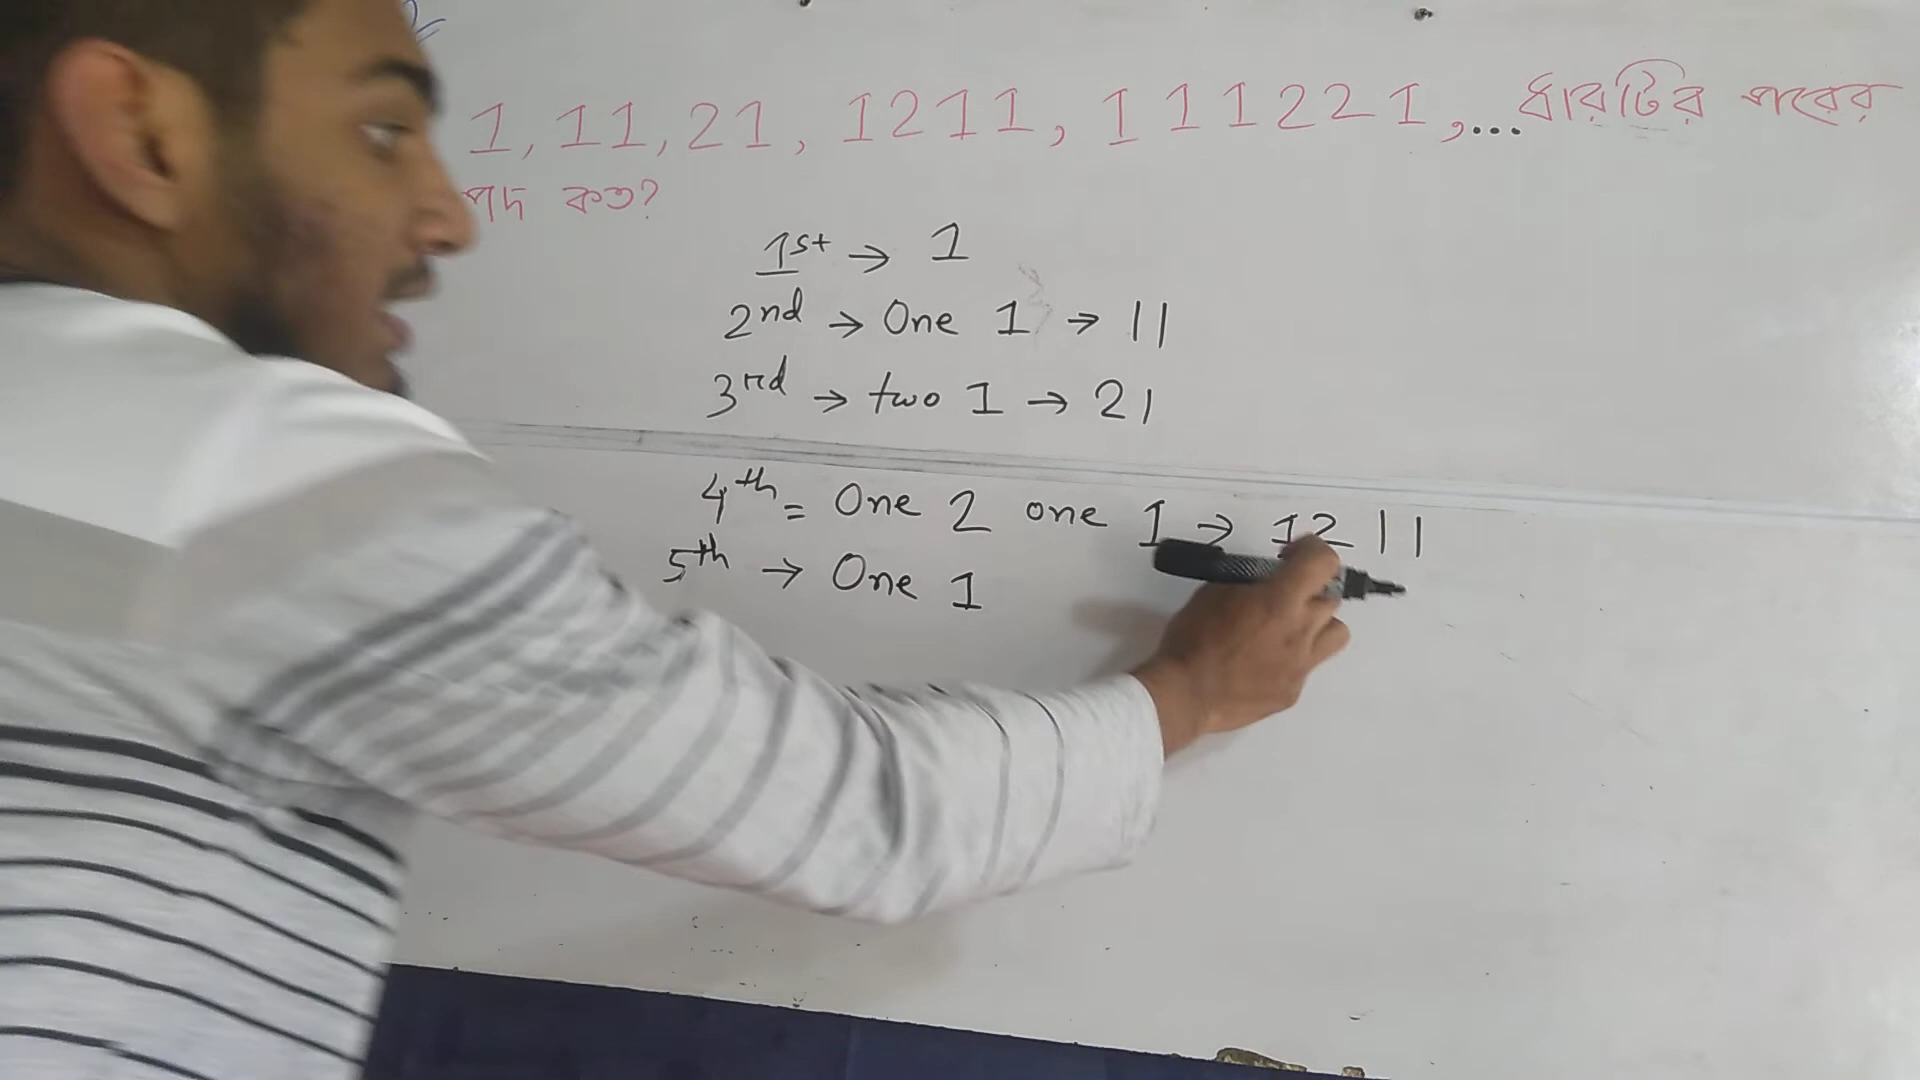 1, 11, 21, 1211, 111221,... ধারাটির পরের
পদ কত?
1st → 1
2nd → One 1 → 11
3rd → two 1 → 21
4th = One 2 one 1 → 1211
5th → One 1